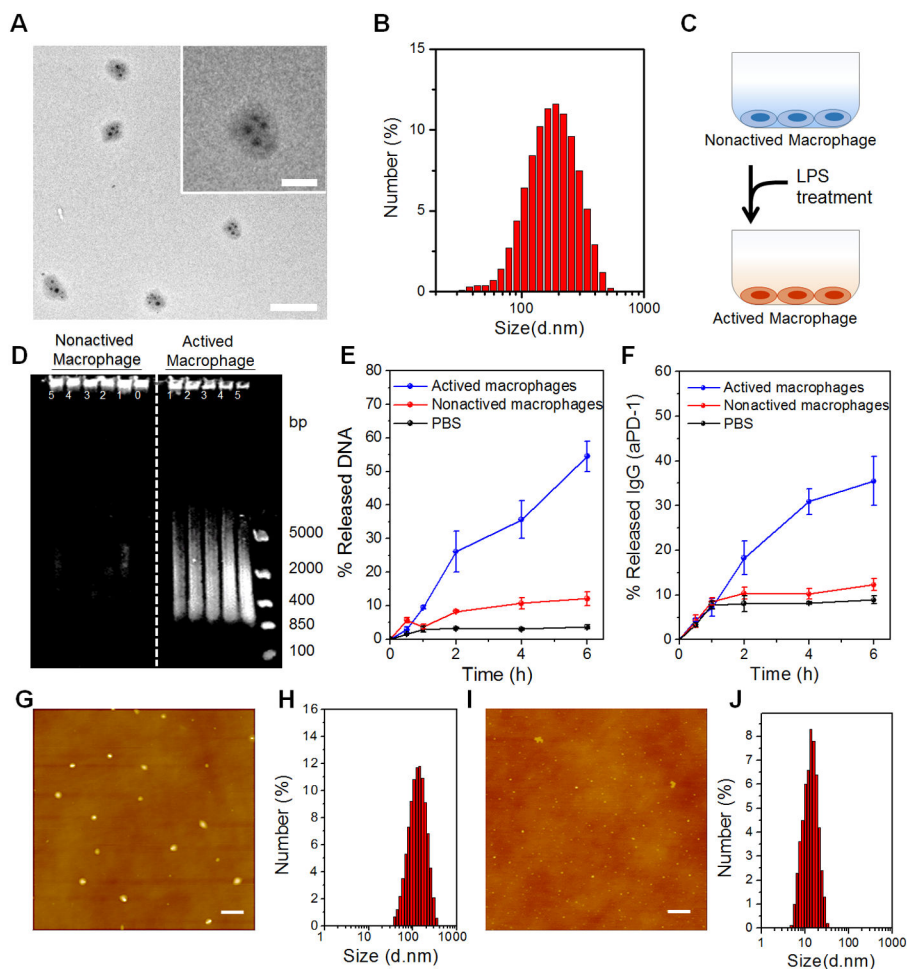 A
B
Number (%)
15
10
5
0
100
1000
Size(d.nm)
C
Nonactived Macrophage
LPS
treatment
Actived Macrophage
D
Nonactived
Macrophage
Actived
Macrophage
5 4 3 2 1 0
1 2 3 4 5
bp
5000
2000
400
850
100
E
% Released DNA
80
70
60
50
40
30
20
10
0
Actived macrophages
Nonactived macrophages
PBS
0 2 4 6
Time (h)
F
% Released IgG (aPD-1)
60
50
40
30
20
10
0
Actived macrophages
Nonactived macrophages
PBS
0 2 4 6
Time (h)
G
H
Number (%)
16
14
12
10
8
6
4
2
0
1 10 100 1000
Size (d.nm)
I
J
Number (%)
9
8
7
6
5
4
3
2
1
0
1 10 100 1000
Size(d.nm)